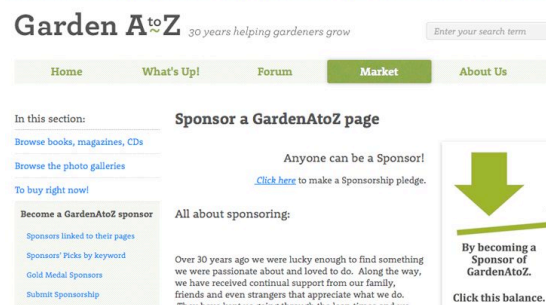 Garden AtoZ 30 years helping gardeners grow
Enter your search term
Home What's Up! Forum Market About Us
In this section:
Browse books, magazines, CDs
Browse the photo galleries
To buy right now!
Become a GardenAtoZ sponsor
Sponsors linked to their pages
Sponsors' Picks by keyword
Gold Medal Sponsors
Submit Sponsorship
Sponsor a GardenAtoZ page
Anyone can be a Sponsor!
Click here to make a Sponsorship pledge.
All about sponsoring:
Over 30 years ago we were lucky enough to find something
we were passionate about and loved to do. Along the way,
we have received continual support from our family,
friends and even strangers that appreciate what we do.
By becoming a
Sponsor of
GardenAtoZ.
Click this balance.